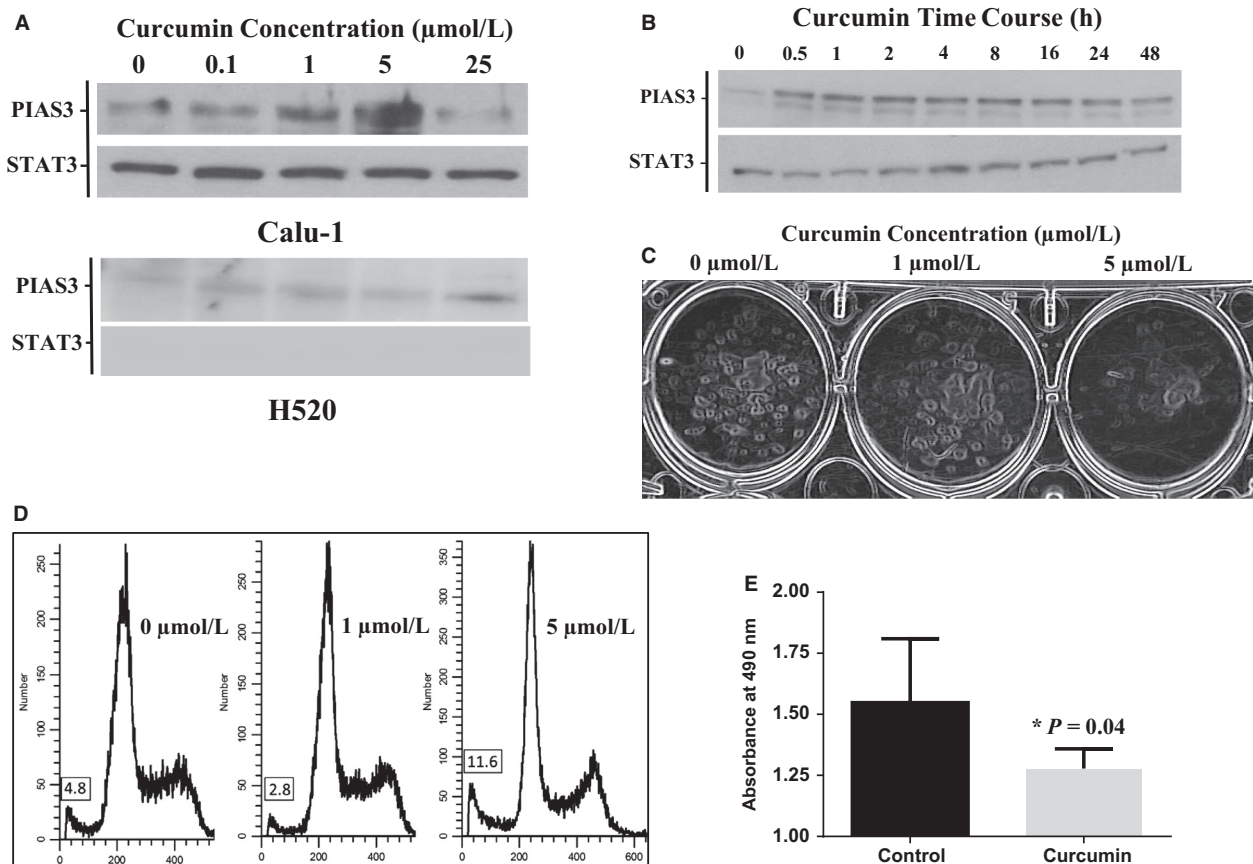 A
Curcumin Concentration (µmol/L)
0 0.1 1 5 25
PIAS3
STAT3
Calu-1
PIAS3
STAT3
H520
B
Curcumin Time Course (h)
0 0.5 1 2 4 8 16 24 48
PIAS3
STAT3
Curcumin Concentration (µmol/L)
C
0 µmol/L 1 µmol/L 5 µmol/L
D
Number
0 50 100 150 200 250
0 µmol/L
4.8
0 200 400
Number
0 50 100 150 200 250
1 µmol/L
2.8
0 200 400
Number
0 50 100 150 200 250 300 350
5 µmol/L
11.6
0 200 400 600
E
Absorbance at 490 nm
2.00
1.75
1.50
1.25
1.00
* P = 0.04
Control Curcumin